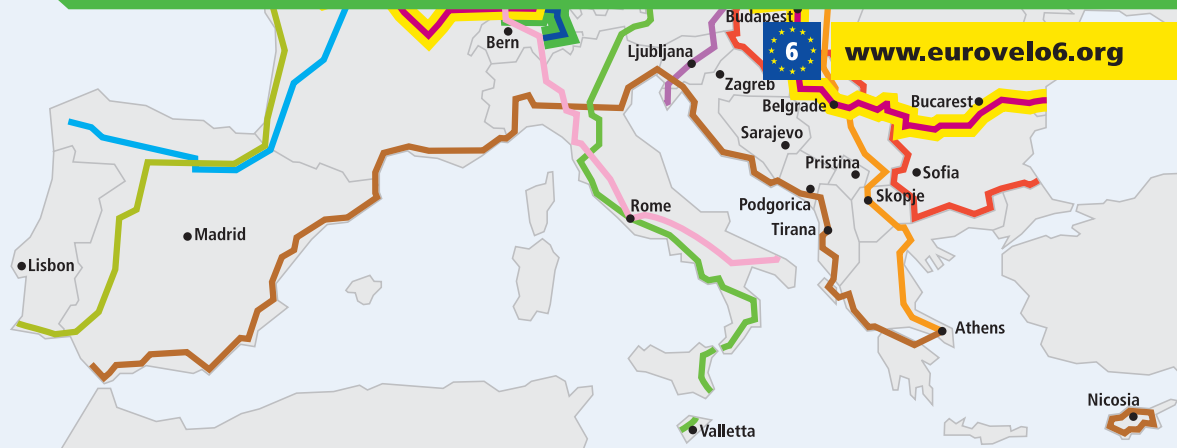 Budapest
Bern
Ljubljana
6
www.eurovelo6.org
Zagreb
Belgrade
Bucarest
Sarajevo
Pristina
Sofia
Podgorica
Skopje
Rome
Tirana
Madrid
Lisbon
Athens
Nicosia
Valletta